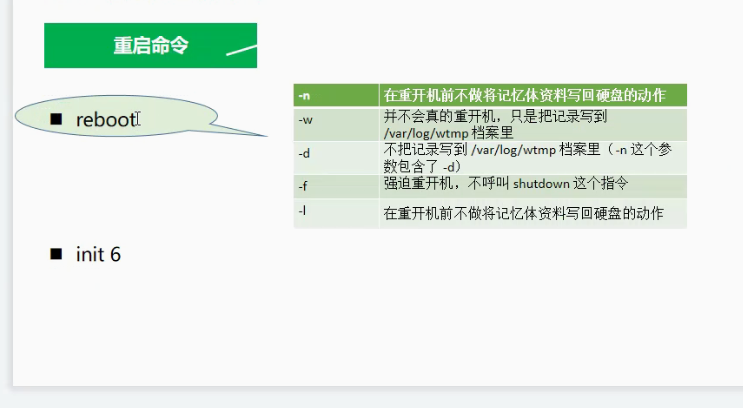 重启命令
reboot
-n 在重开机前不做将记忆体资料写回硬盘的动作
-w 并不会真的重开机，只是把记录写到
/var/log/wtmp 档案里
-d 不把记录写到 /var/log/wtmp 档案里（-n 这个参
数包含了 -d）
-f 强迫重开机，不呼叫 shutdown 这个指令
-l 在重开机前不做将记忆体资料写回硬盘的动作
init 6